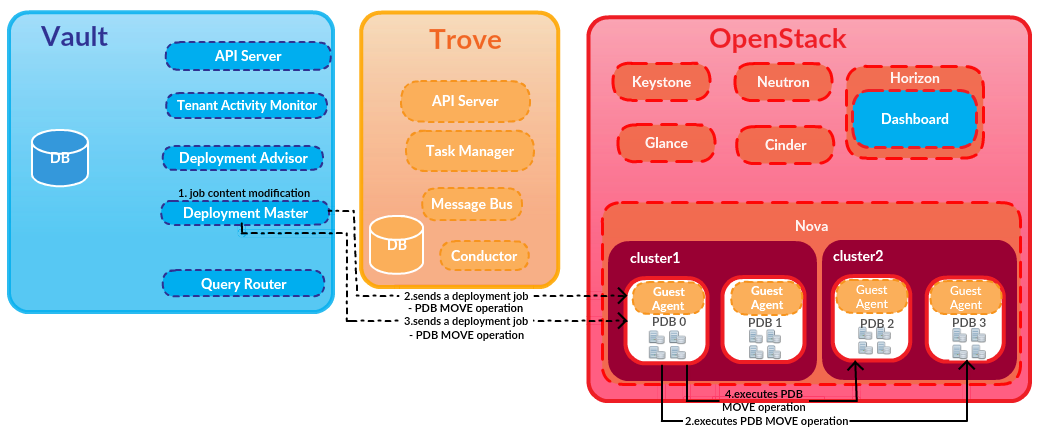 Vault
API Server
Tenant Activity Monitor
DB
Deployment Advisor
1. job content modification
Deployment Master
Query Router
Trove
API Server
Task Manager
Message Bus
DB
Conductor
2.sends a deployment job
- PDB MOVE operation
3.sends a deployment job
- PDB MOVE operation
OpenStack
Keystone
Neutron
Horizon
Dashboard
Glance
Cinder
Nova
cluster1
Guest
Agent
PDB 0
Guest
Agent
PDB 1
cluster2
Guest
Agent
PDB 2
Guest
Agent
PDB 3
4.executes PDB
MOVE operation
2.executes PDB MOVE operation